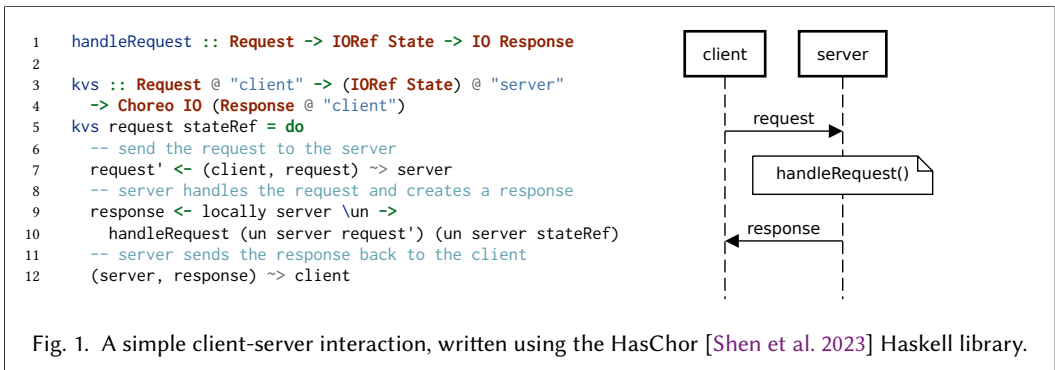 1 handleRequest :: Request -> IORef State -> IO Response
2
3 kvs :: Request @ "client" -> (IORef State) @ "server"
4   -> Choreo IO (Response @ "client")
5 kvs request stateRef = do
6   -- send the request to the server
7   request' <- (client, request) ~> server
8   -- server handles the request and creates a response
9   response <- locally server \un ->
10     handleRequest (un server request') (un server stateRef)
11   -- server sends the response back to the client
12   (server, response) ~> client
client server
request
handleRequest()
response
Fig. 1. A simple client-server interaction, written using the HasChor [Shen et al. 2023] Haskell library.